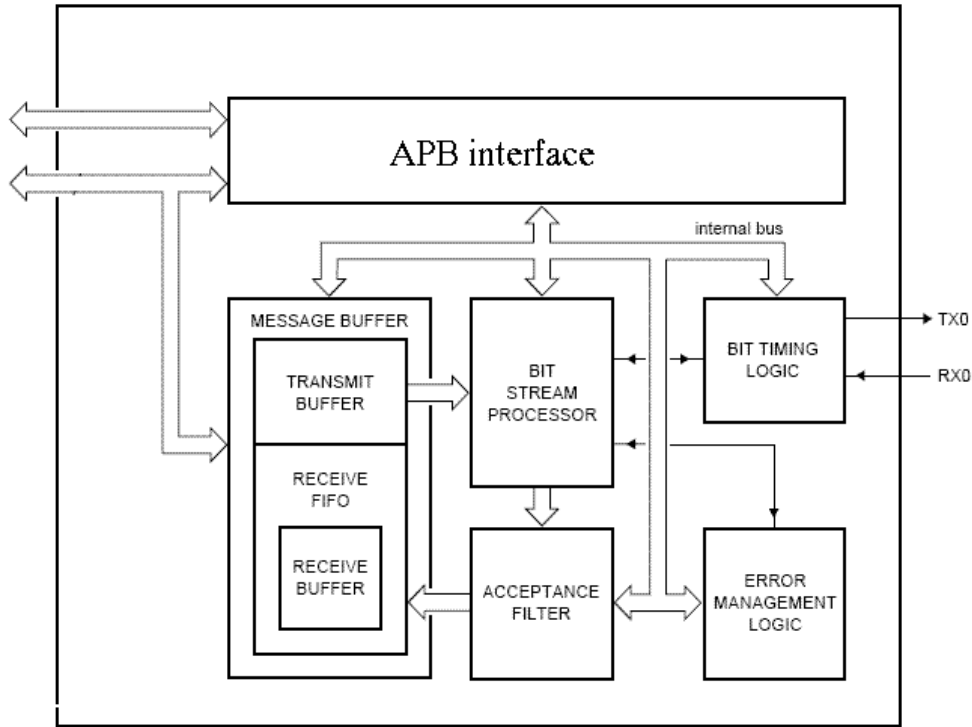 APB interface
internal bus
MESSAGE BUFFER
TRANSMIT
BUFFER
RECEIVE
FIFO
RECEIVE
BUFFER
BIT
STREAM
PROCESSOR
ACCEPTANCE
FILTER
BIT TIMING
LOGIC
TX0
RX0
ERROR
MANAGEMENT
LOGIC